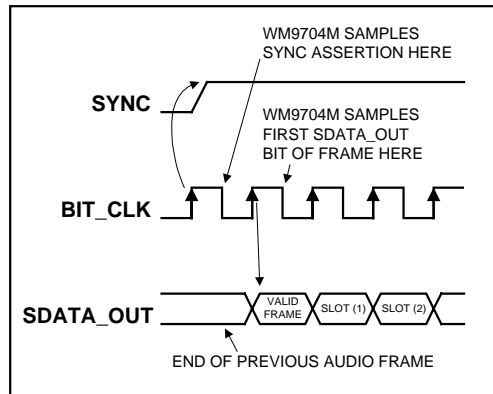 WM9704M SAMPLES
SYNC ASSERTION HERE
SYNC
WM9704M SAMPLES
FIRST SDATA_OUT
BIT OF FRAME HERE
BIT_CLK
SDATA_OUT
VALID
FRAME
SLOT (1)
SLOT (2)
END OF PREVIOUS AUDIO FRAME